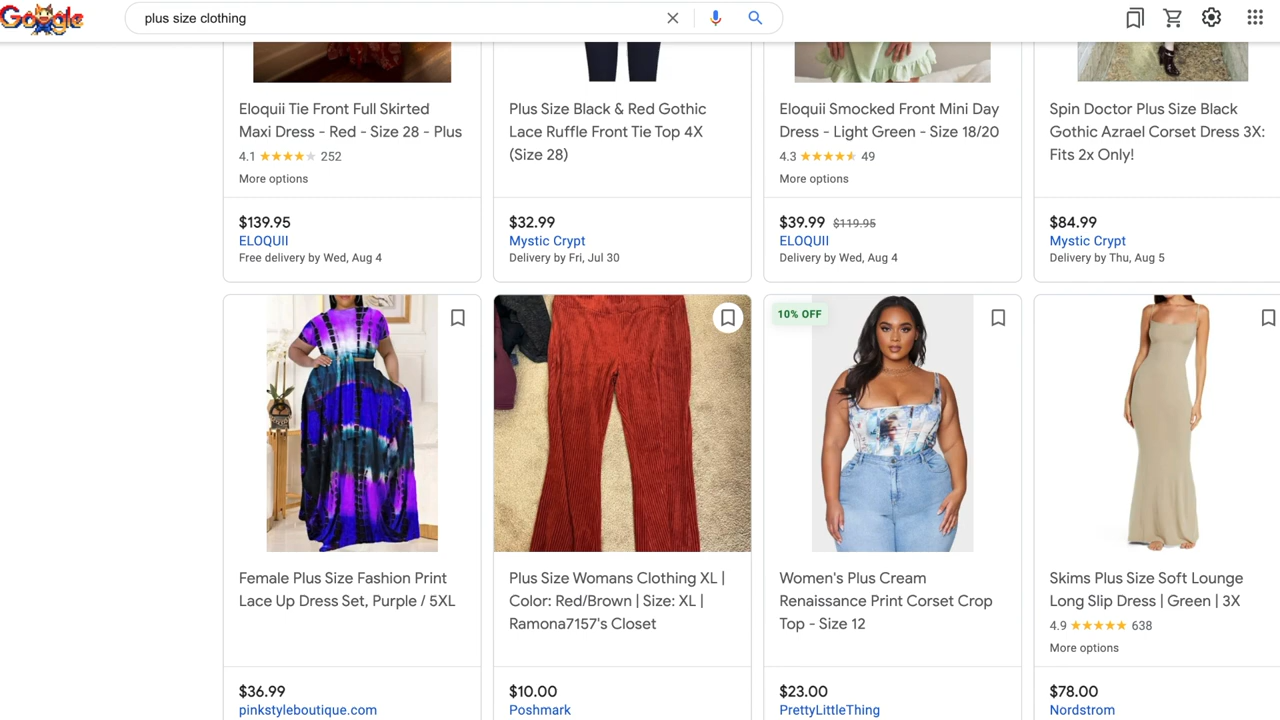 Google
plus size clothing
Eloquii Tie Front Full Skirted
Maxi Dress - Red - Size 28 - Plus
4.1 ★★★★★ 252
More options
$139.95
ELOQUII
Free delivery by Wed, Aug 4
Plus Size Black & Red Gothic
Lace Ruffle Front Tie Top 4X
(Size 28)
$32.99
Mystic Crypt
Delivery by Fri, Jul 30
Eloquii Smocked Front Mini Day
Dress - Light Green - Size 18/20
4.3 ★★★★★ 49
More options
$39.99 $119.95
ELOQUII
Delivery by Wed, Aug 4
Spin Doctor Plus Size Black
Gothic Azrael Corset Dress 3X:
Fits 2x Only!
$84.99
Mystic Crypt
Delivery by Thu, Aug 5
Female Plus Size Fashion Print
Lace Up Dress Set, Purple / 5XL
$36.99
pinkstyleboutique.com
Plus Size Womans Clothing XL |
Color: Red/Brown | Size: XL |
Ramona7157's Closet
$10.00
Poshmark
10% OFF
Women's Plus Cream
Renaissance Print Corset Crop
Top - Size 12
$23.00
PrettyLittleThing
Skims Plus Size Soft Lounge
Long Slip Dress | Green | 3X
4.9 ★★★★★ 638
More options
$78.00
Nordstrom